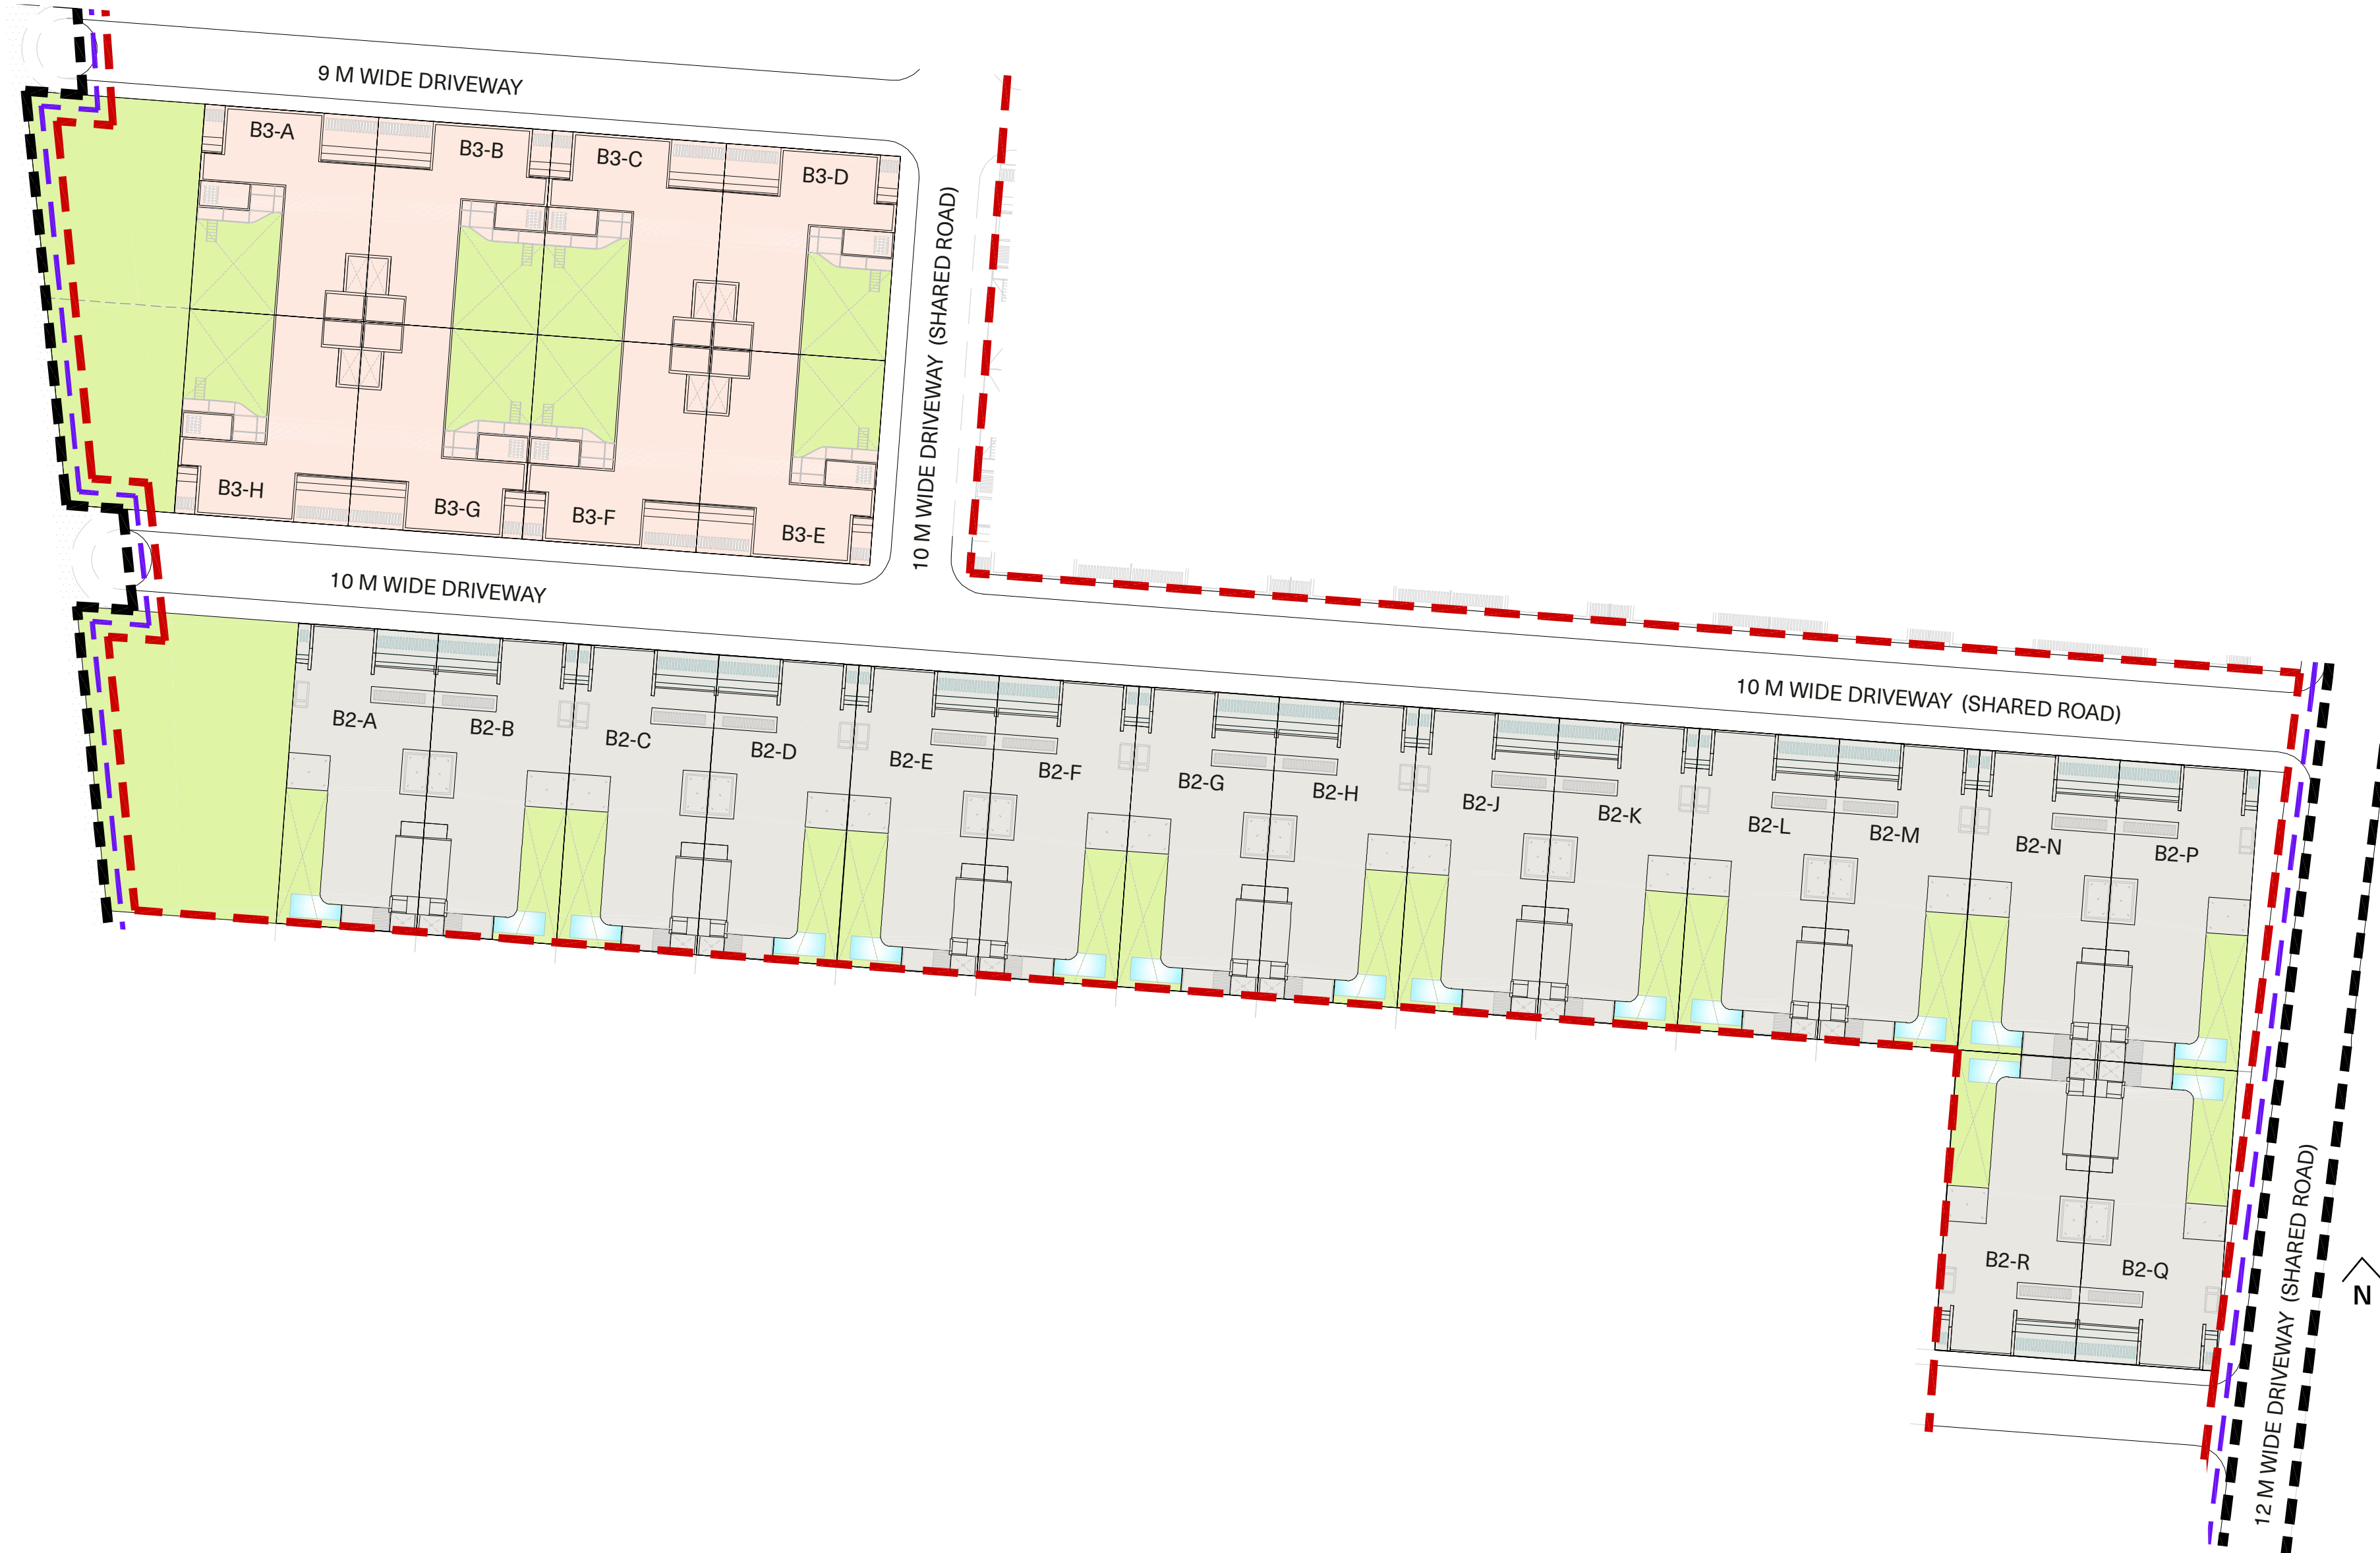 9 M WIDE DRIVEWAY
B3-A
B3-B
B3-C
B3-D
10 M WIDE DRIVEWAY (SHARED ROAD)
B3-H
B3-G
B3-F
B3-E
10 M WIDE DRIVEWAY
10 M WIDE DRIVEWAY (SHARED ROAD)
B2-A
B2-B
B2-C
B2-D
B2-E
B2-F
B2-G
B2-H
B2-J
B2-K
B2-L
B2-M
B2-N
B2-P
B2-R
B2-Q
12 M WIDE DRIVEWAY (SHARED ROAD)
N